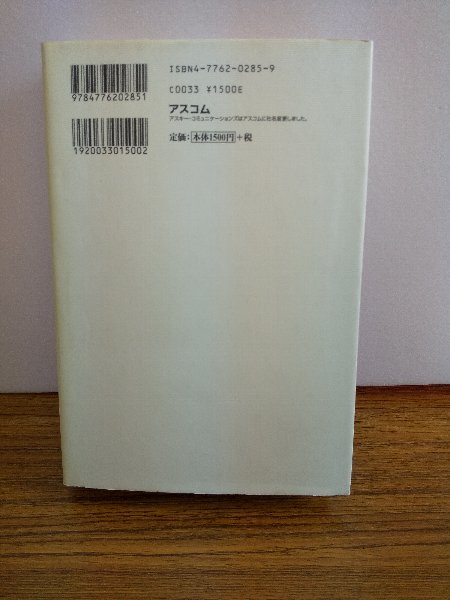 ISBN4-7762-0285-9
C0033 ¥1500E
アスコム
アスキー・コミュニケーションズはアスコムに社名変更しました。
定価：本体1500円＋税
9784776202851
1920033015002